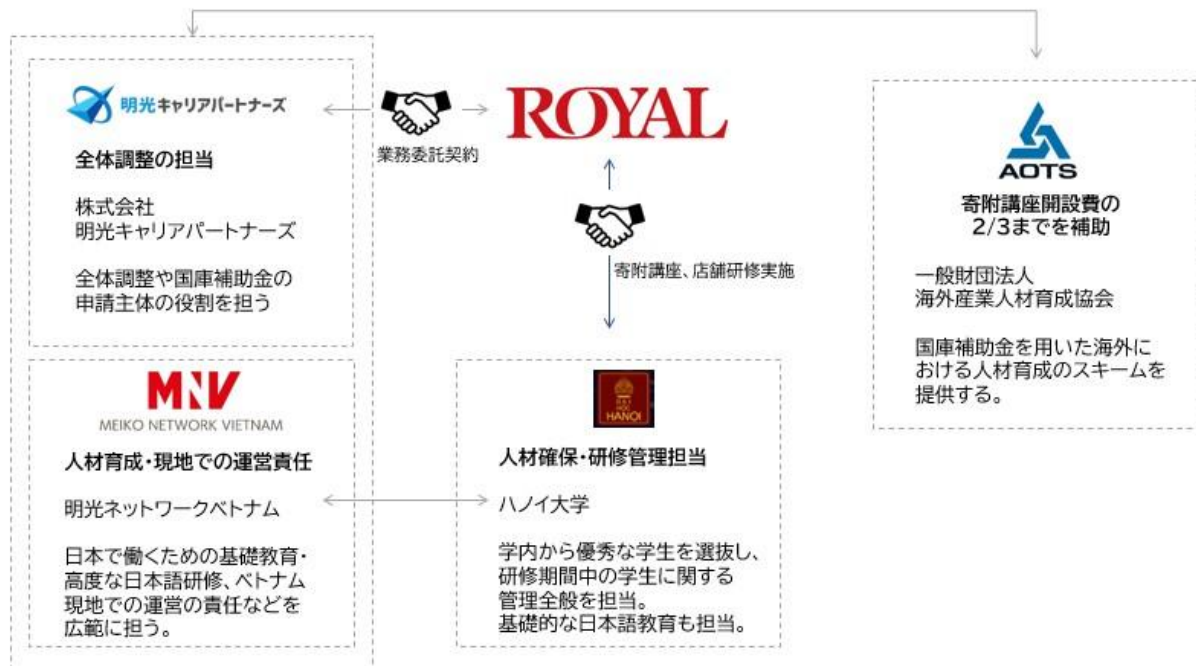 明光キャリアパートナーズ
全体調整の担当
株式会社
明光キャリアパートナーズ
全体調整や国庫補助金の
申請主体の役割を担う
業務委託契約
ROYAL
寄附講座、店舗研修実施
AOTS
寄附講座開設費の
2/3までを補助
一般財団法人
海外産業人材育成協会
国庫補助金を用いた海外に
おける人材育成のスキームを
提供する。
MNV
MEIKO NETWORK VIETNAM
人材育成・現地での運営責任
明光ネットワークベトナム
日本で働くための基礎教育・
高度な日本語研修、ベトナム
現地での運営の責任などを
広範に担う。
ĐẠI
HỌC
HANOI
人材確保・研修管理担当
ハノイ大学
学内から優秀な学生を選抜し、
研修期間中の学生に関する
管理全般を担当。
基礎的な日本語教育も担当。